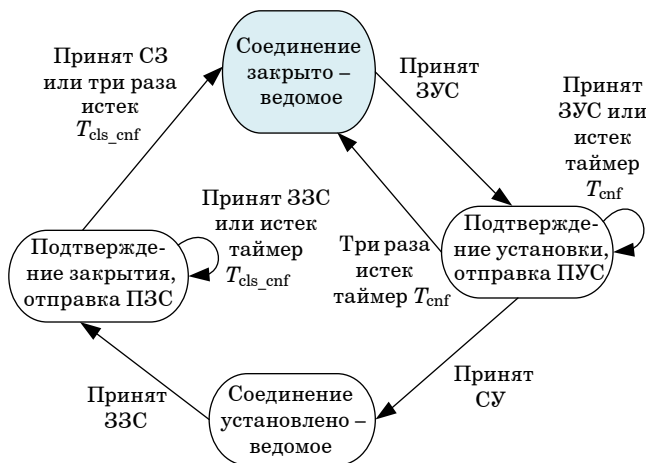 Соединение
закрыто –
ведомое
Принят СЗ
или три раза
истек
Tcls_cnf
Принят
ЗУС
Принят
ЗУС или
истек
таймер
Tcnf
Принят ЗЗС
или истек
таймер
Tcls_cnf
Подтвержде-
ние закрытия,
отправка ПЗС
Три раза
истек
таймер Tcnf
Подтвержде-
ние установки,
отправка ПУС
Принят
ЗЗС
Соединение
установлено –
ведомое
Принят
СУ